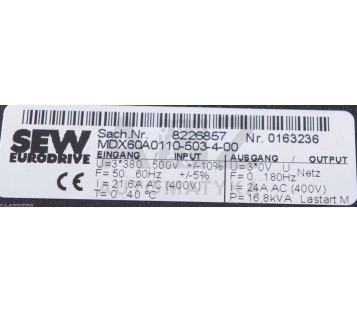 SEW
EURODRIVE
CE
Sach.Nr. 8226857 Nr. 0163236
MDX60A0110-503-4-00
EINGANG INPUT AUSGANG / OUTPUT
U=3*380 500V +/-10% U=3*0V U Netz
F= 50 60Hz +/-5% F= 0 180Hz
I= 21,6A AC (400V) I= 24A AC (400V)
T= 0 40°C P= 16.8kVA Lastart M